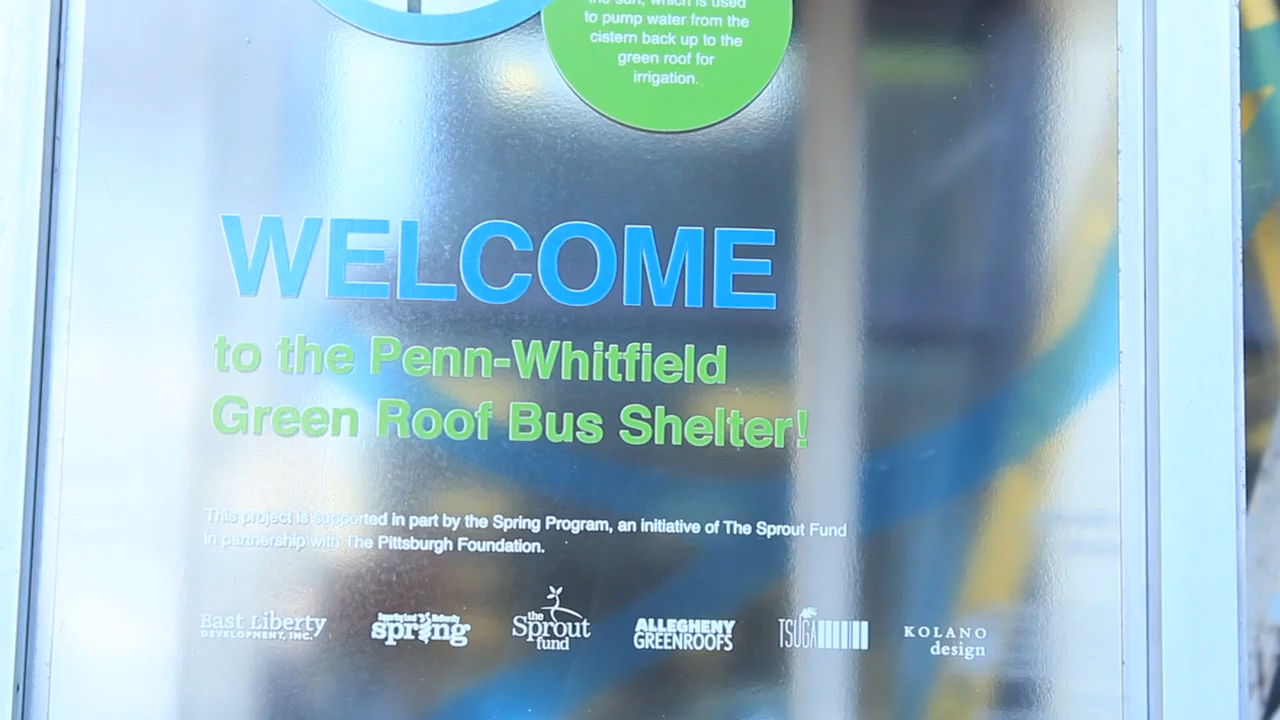 the sun, which is used
to pump water from the
cistern back up to the
green roof for
irrigation.
WELCOME
to the Penn-Whitfield
Green Roof Bus Shelter!
This project is supported in part by the Spring Program, an initiative of The Sprout Fund
in partnership with The Pittsburgh Foundation.
East Liberty
DEVELOPMENT, INC.
Supporting Local BioDiversity
spring
the
Sprout
fund
ALLEGHENY
GREENROOFS
TSUGA
KOLANO
design